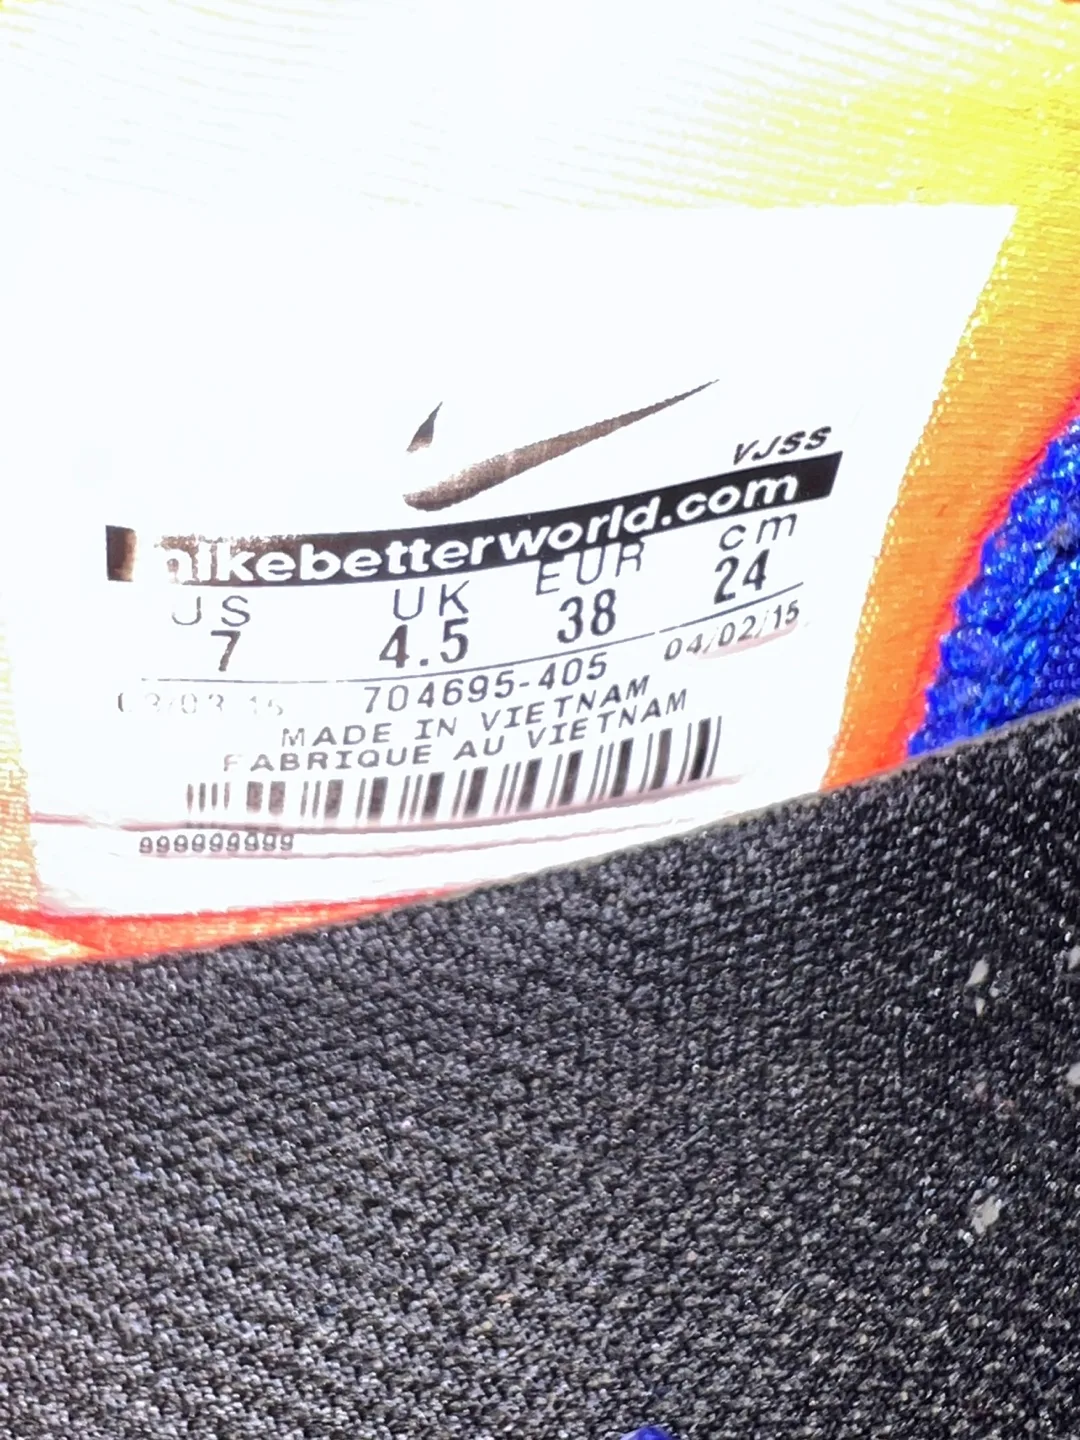 VJSS
nikebetterworld.com
US UK EUR cm
7 4.5 38 24
704695-405 04/02/15
MADE IN VIETNAM
FABRIQUE AU VIETNAM
999999999